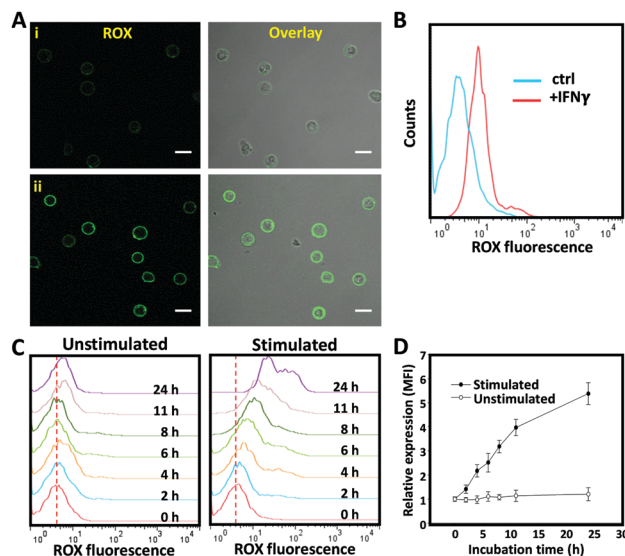 A
i
ROX
Overlay
ii
B
ctrl
+IFNγ
Counts
10⁰ 10¹ 10² 10³ 10⁴
ROX fluorescence
C
Unstimulated
24 h
11 h
8 h
6 h
4 h
2 h
0 h
10⁰ 10¹ 10² 10³ 10⁴
ROX fluorescence
Stimulated
24 h
11 h
8 h
6 h
4 h
2 h
0 h
10⁰ 10¹ 10² 10³ 10⁴
ROX fluorescence
D
Relative expression (MFI)
7
6
5
4
3
2
1
0
Stimulated
Unstimulated
0 5 10 15 20 25 30
Incubation time (h)